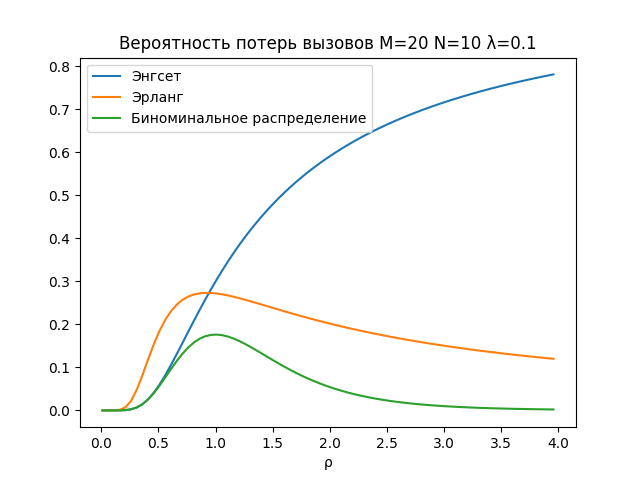 Вероятность потерь вызовов M=20 N=10 λ=0.1
Энгсет
Эрланг
Биноминальное распределение
0.8
0.7
0.6
0.5
0.4
0.3
0.2
0.1
0.0
0.0 0.5 1.0 1.5 2.0 2.5 3.0 3.5 4.0
ρ